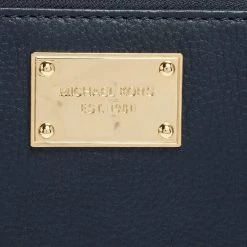 MICHAEL KORS
EST. 1981